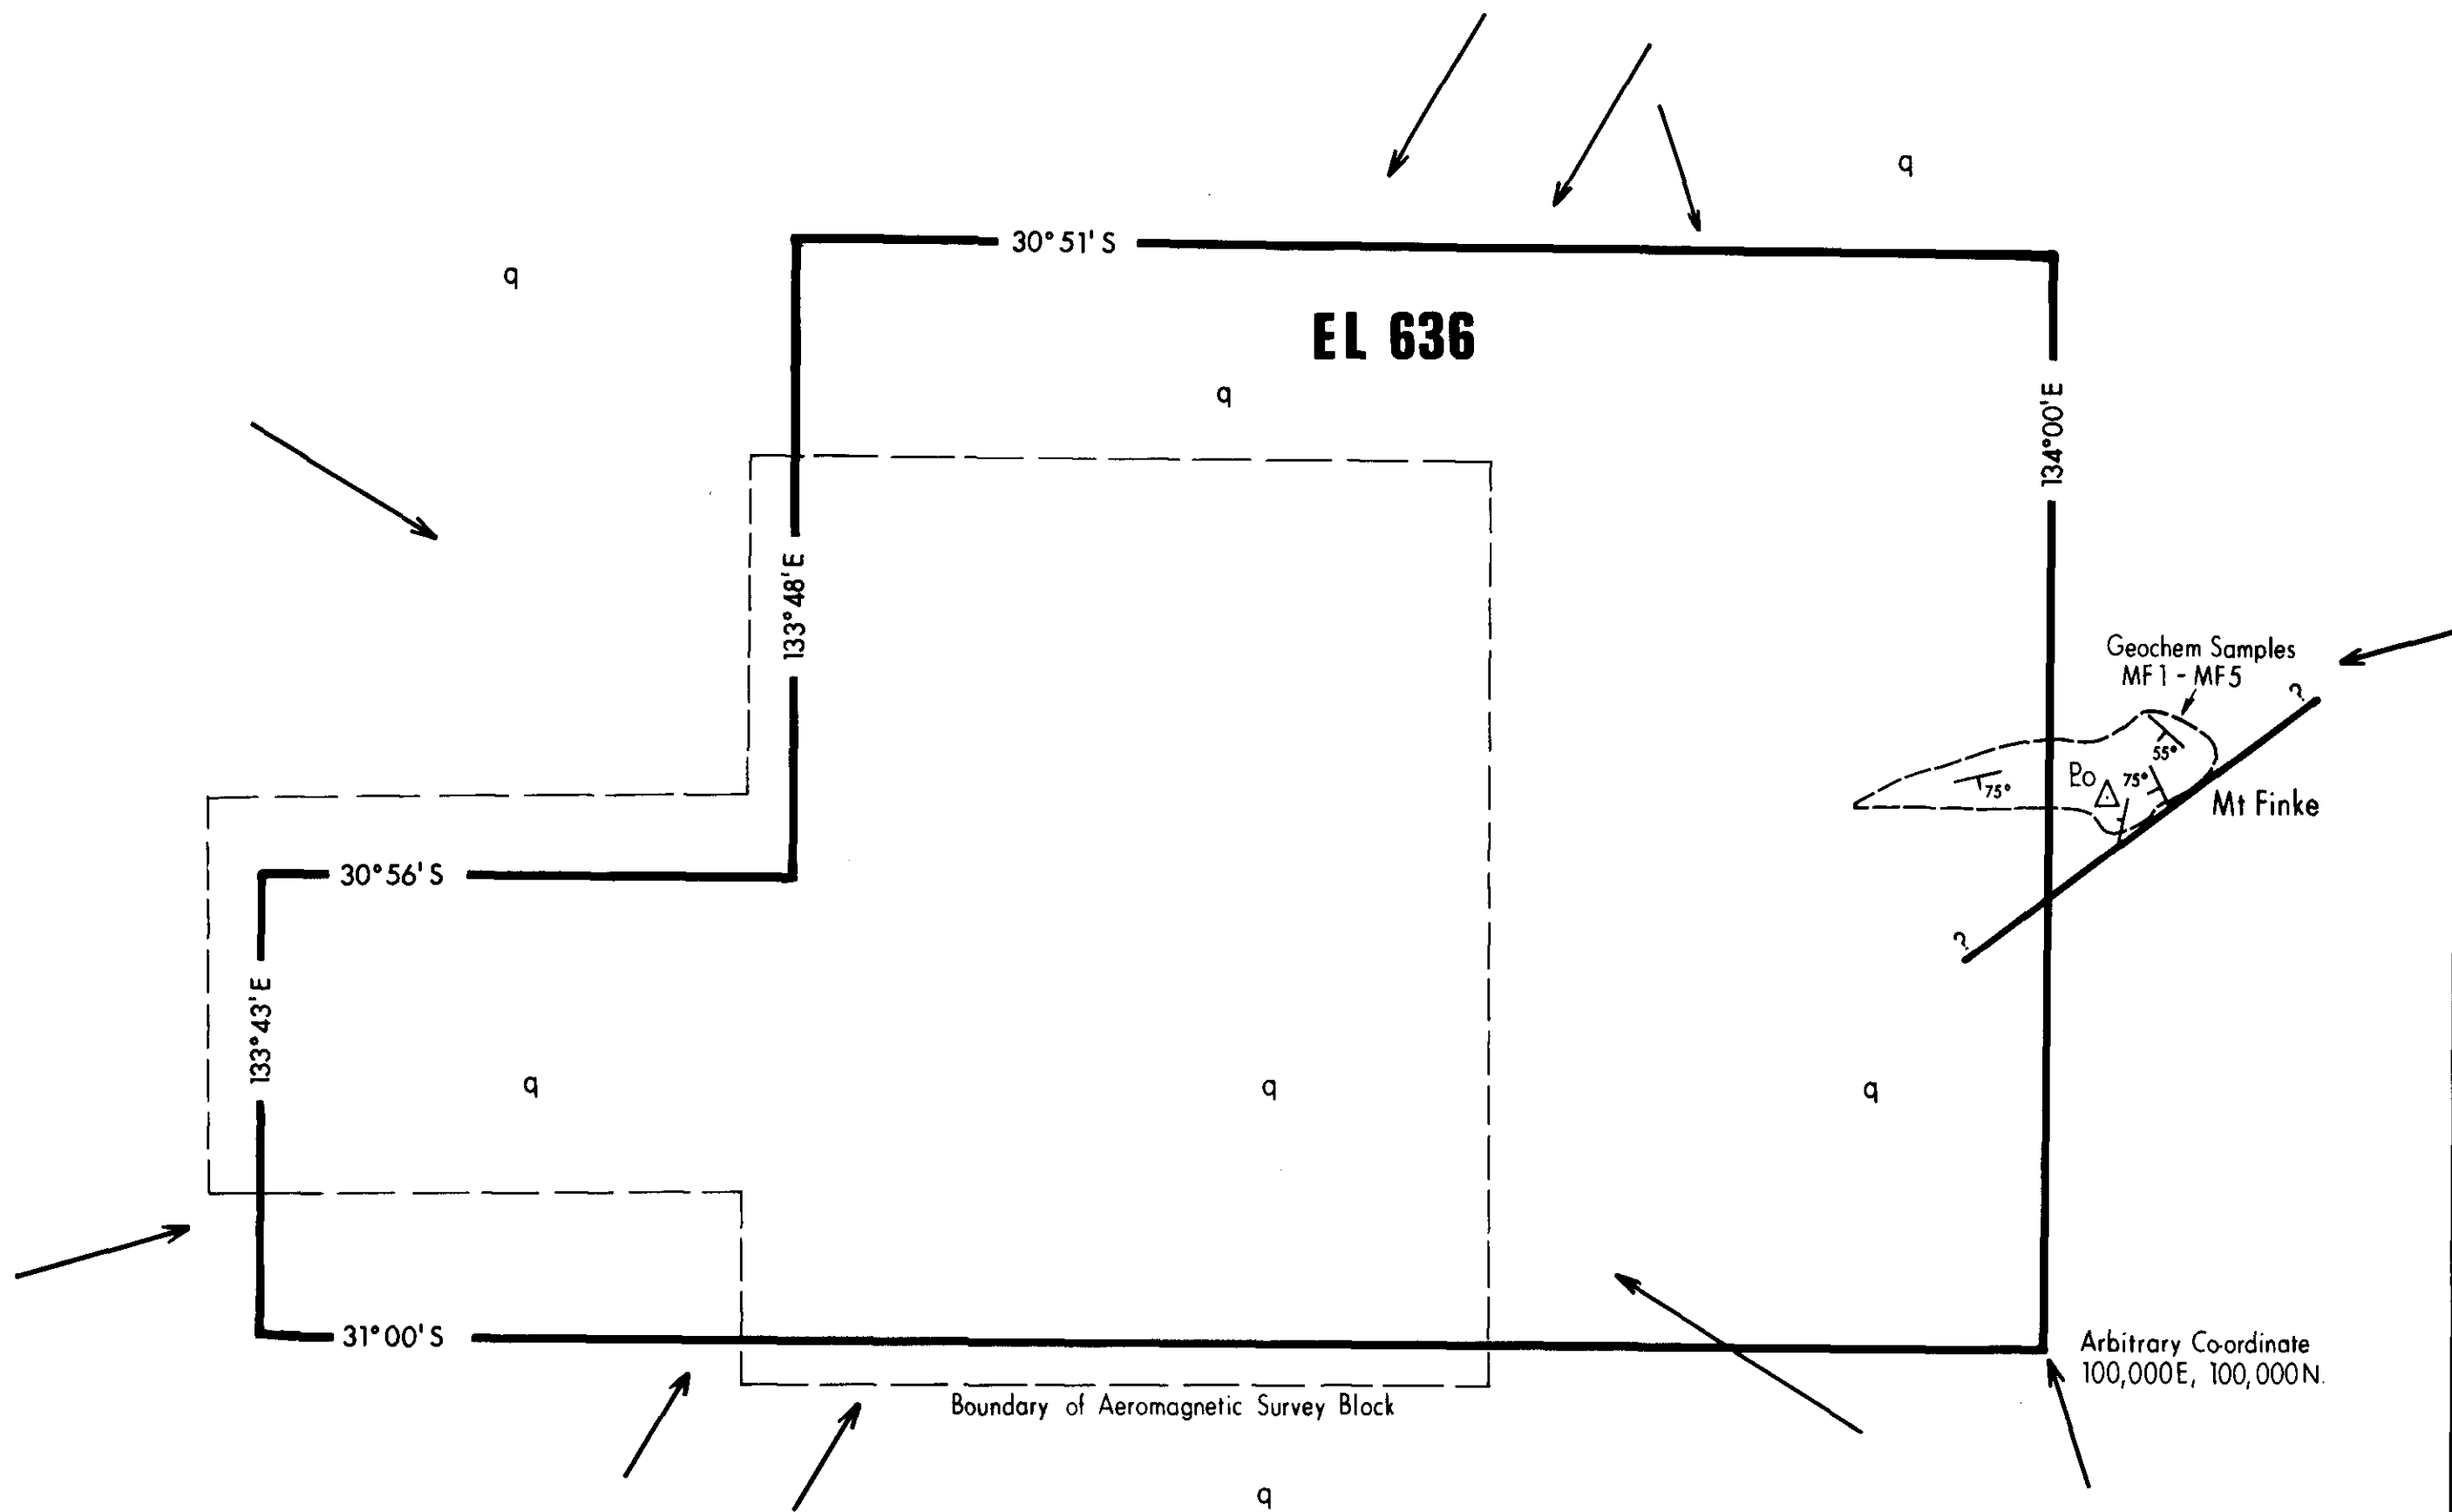 q
30°51'S
q
EL 636
q
134°00'E
133°48'E
Geochem Samples
MF1 - MF5
?
55°
Po
75°
75°
Mt Finke
30°56'S
?
133°43'E
q
q
q
31°00'S
Arbitrary Co-ordinate
100,000E, 100,000N.
Boundary of Aeromagnetic Survey Block
q